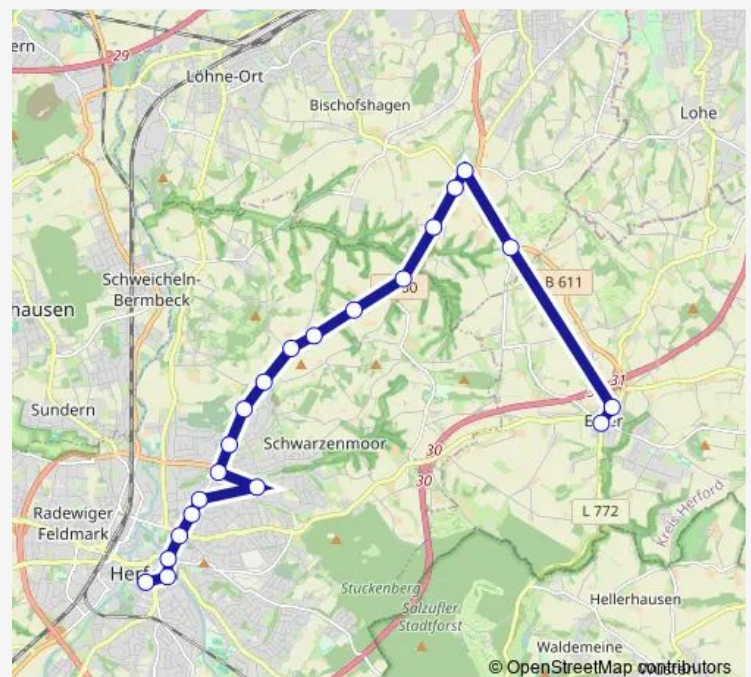 ern
29
Löhne-Ort
Bischofshagen
Lohe
Schweicheln-
Bermbeck
B 611
hausen
31
Sundern
Schwarzenmoor
30
30
L 772
Kreis Herford
Radewiger
Feldmark
Herf
Stuckenberg
Salzufler
Stadtforst
Hellerhausen
Waldemeine
© OpenStreetMap contributors